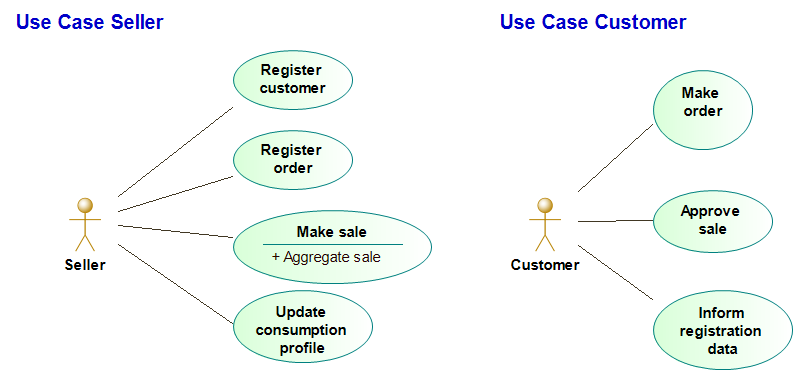 Use Case Seller
Register
customer
Register
order
Make sale
+ Aggregate sale
Update
consumption
profile
Seller
Use Case Customer
Make
order
Approve
sale
Inform
registration
data
Customer